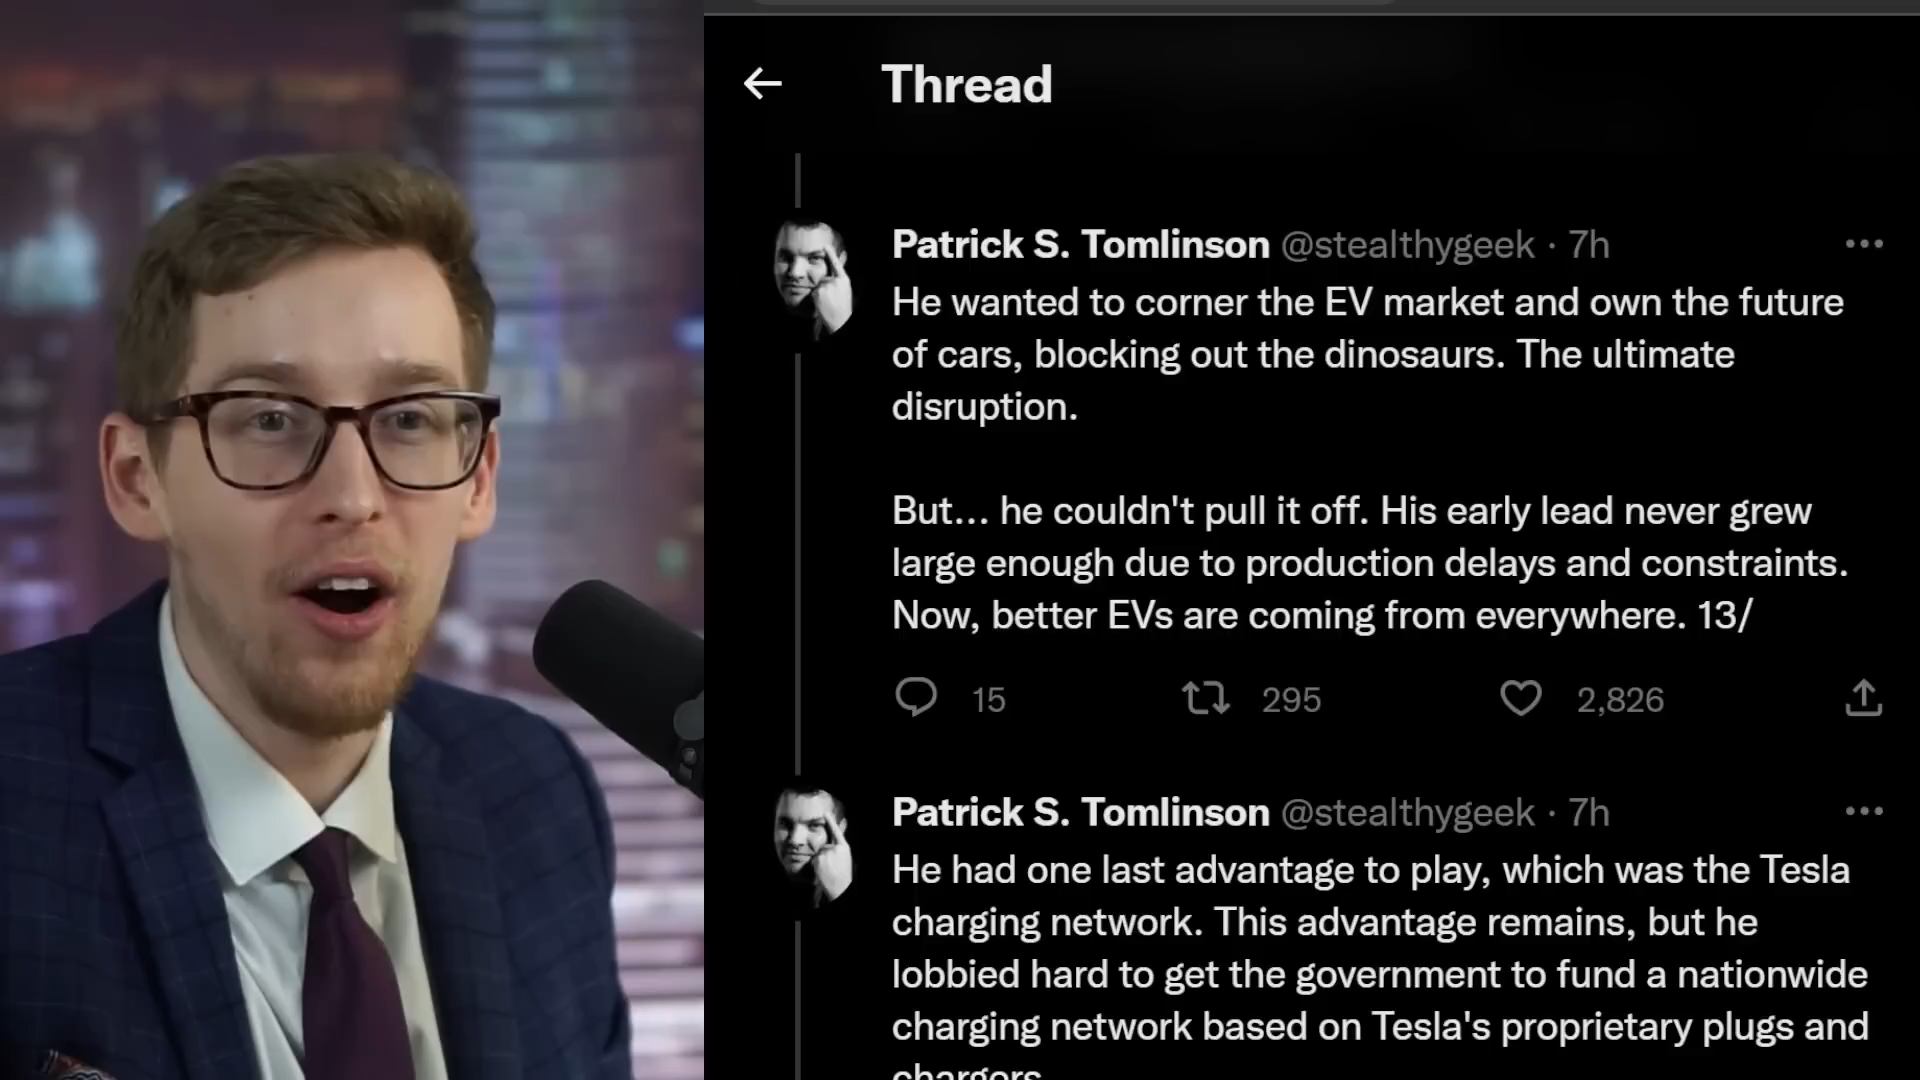 Thread
Patrick S. Tomlinson @stealthygeek · 7h
He wanted to corner the EV market and own the future
of cars, blocking out the dinosaurs. The ultimate
disruption.
But... he couldn't pull it off. His early lead never grew
large enough due to production delays and constraints.
Now, better EVs are coming from everywhere. 13/
15 295 2,826
Patrick S. Tomlinson @stealthygeek · 7h
He had one last advantage to play, which was the Tesla
charging network. This advantage remains, but he
lobbied hard to get the government to fund a nationwide
charging network based on Tesla's proprietary plugs and
chargers